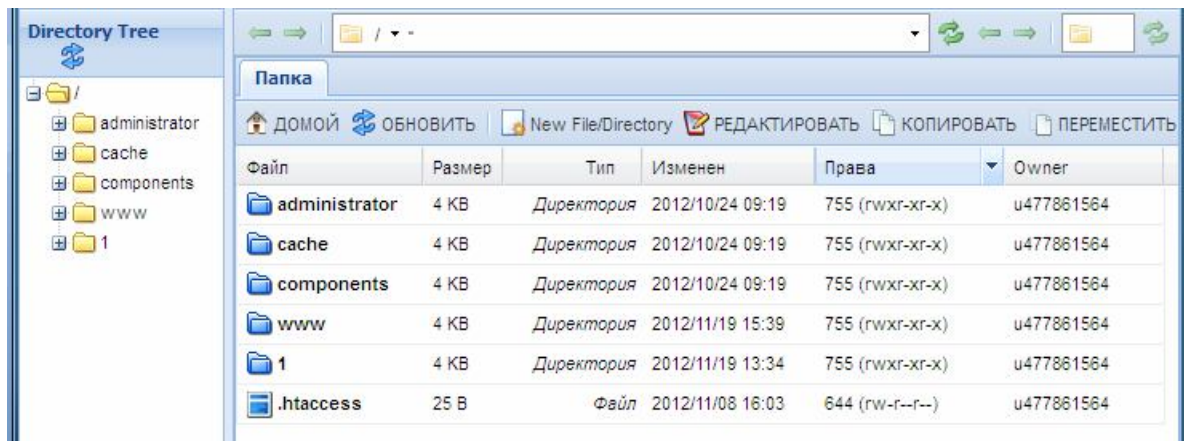 Directory Tree
/
administrator
cache
components
www
1
/ -
Папка
ДОМОЙ ОБНОВИТЬ New File/Directory РЕДАКТИРОВАТЬ КОПИРОВАТЬ ПЕРЕМЕСТИТЬ
Файл Размер Тип Изменен Права Owner
administrator 4 KB Директория 2012/10/24 09:19 755 (rwxr-xr-x) u477861564
cache 4 KB Директория 2012/10/24 09:19 755 (rwxr-xr-x) u477861564
components 4 KB Директория 2012/10/24 09:19 755 (rwxr-xr-x) u477861564
www 4 KB Директория 2012/11/19 15:39 755 (rwxr-xr-x) u477861564
1 4 KB Директория 2012/11/19 13:34 755 (rwxr-xr-x) u477861564
.htaccess 25 B Файл 2012/11/08 16:03 644 (rw-r--r--) u477861564